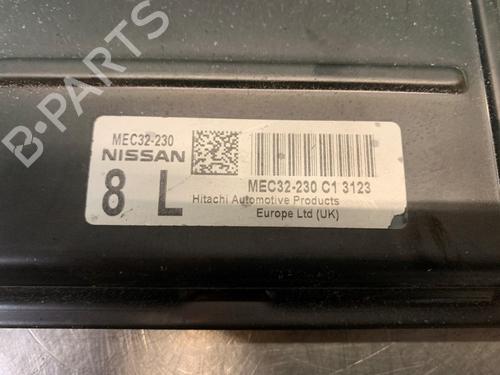 MEC32-230
NISSAN
8 L
MEC32-230 C1 3123
Hitachi Automotive Products
Europe Ltd (UK)
B-PARTS